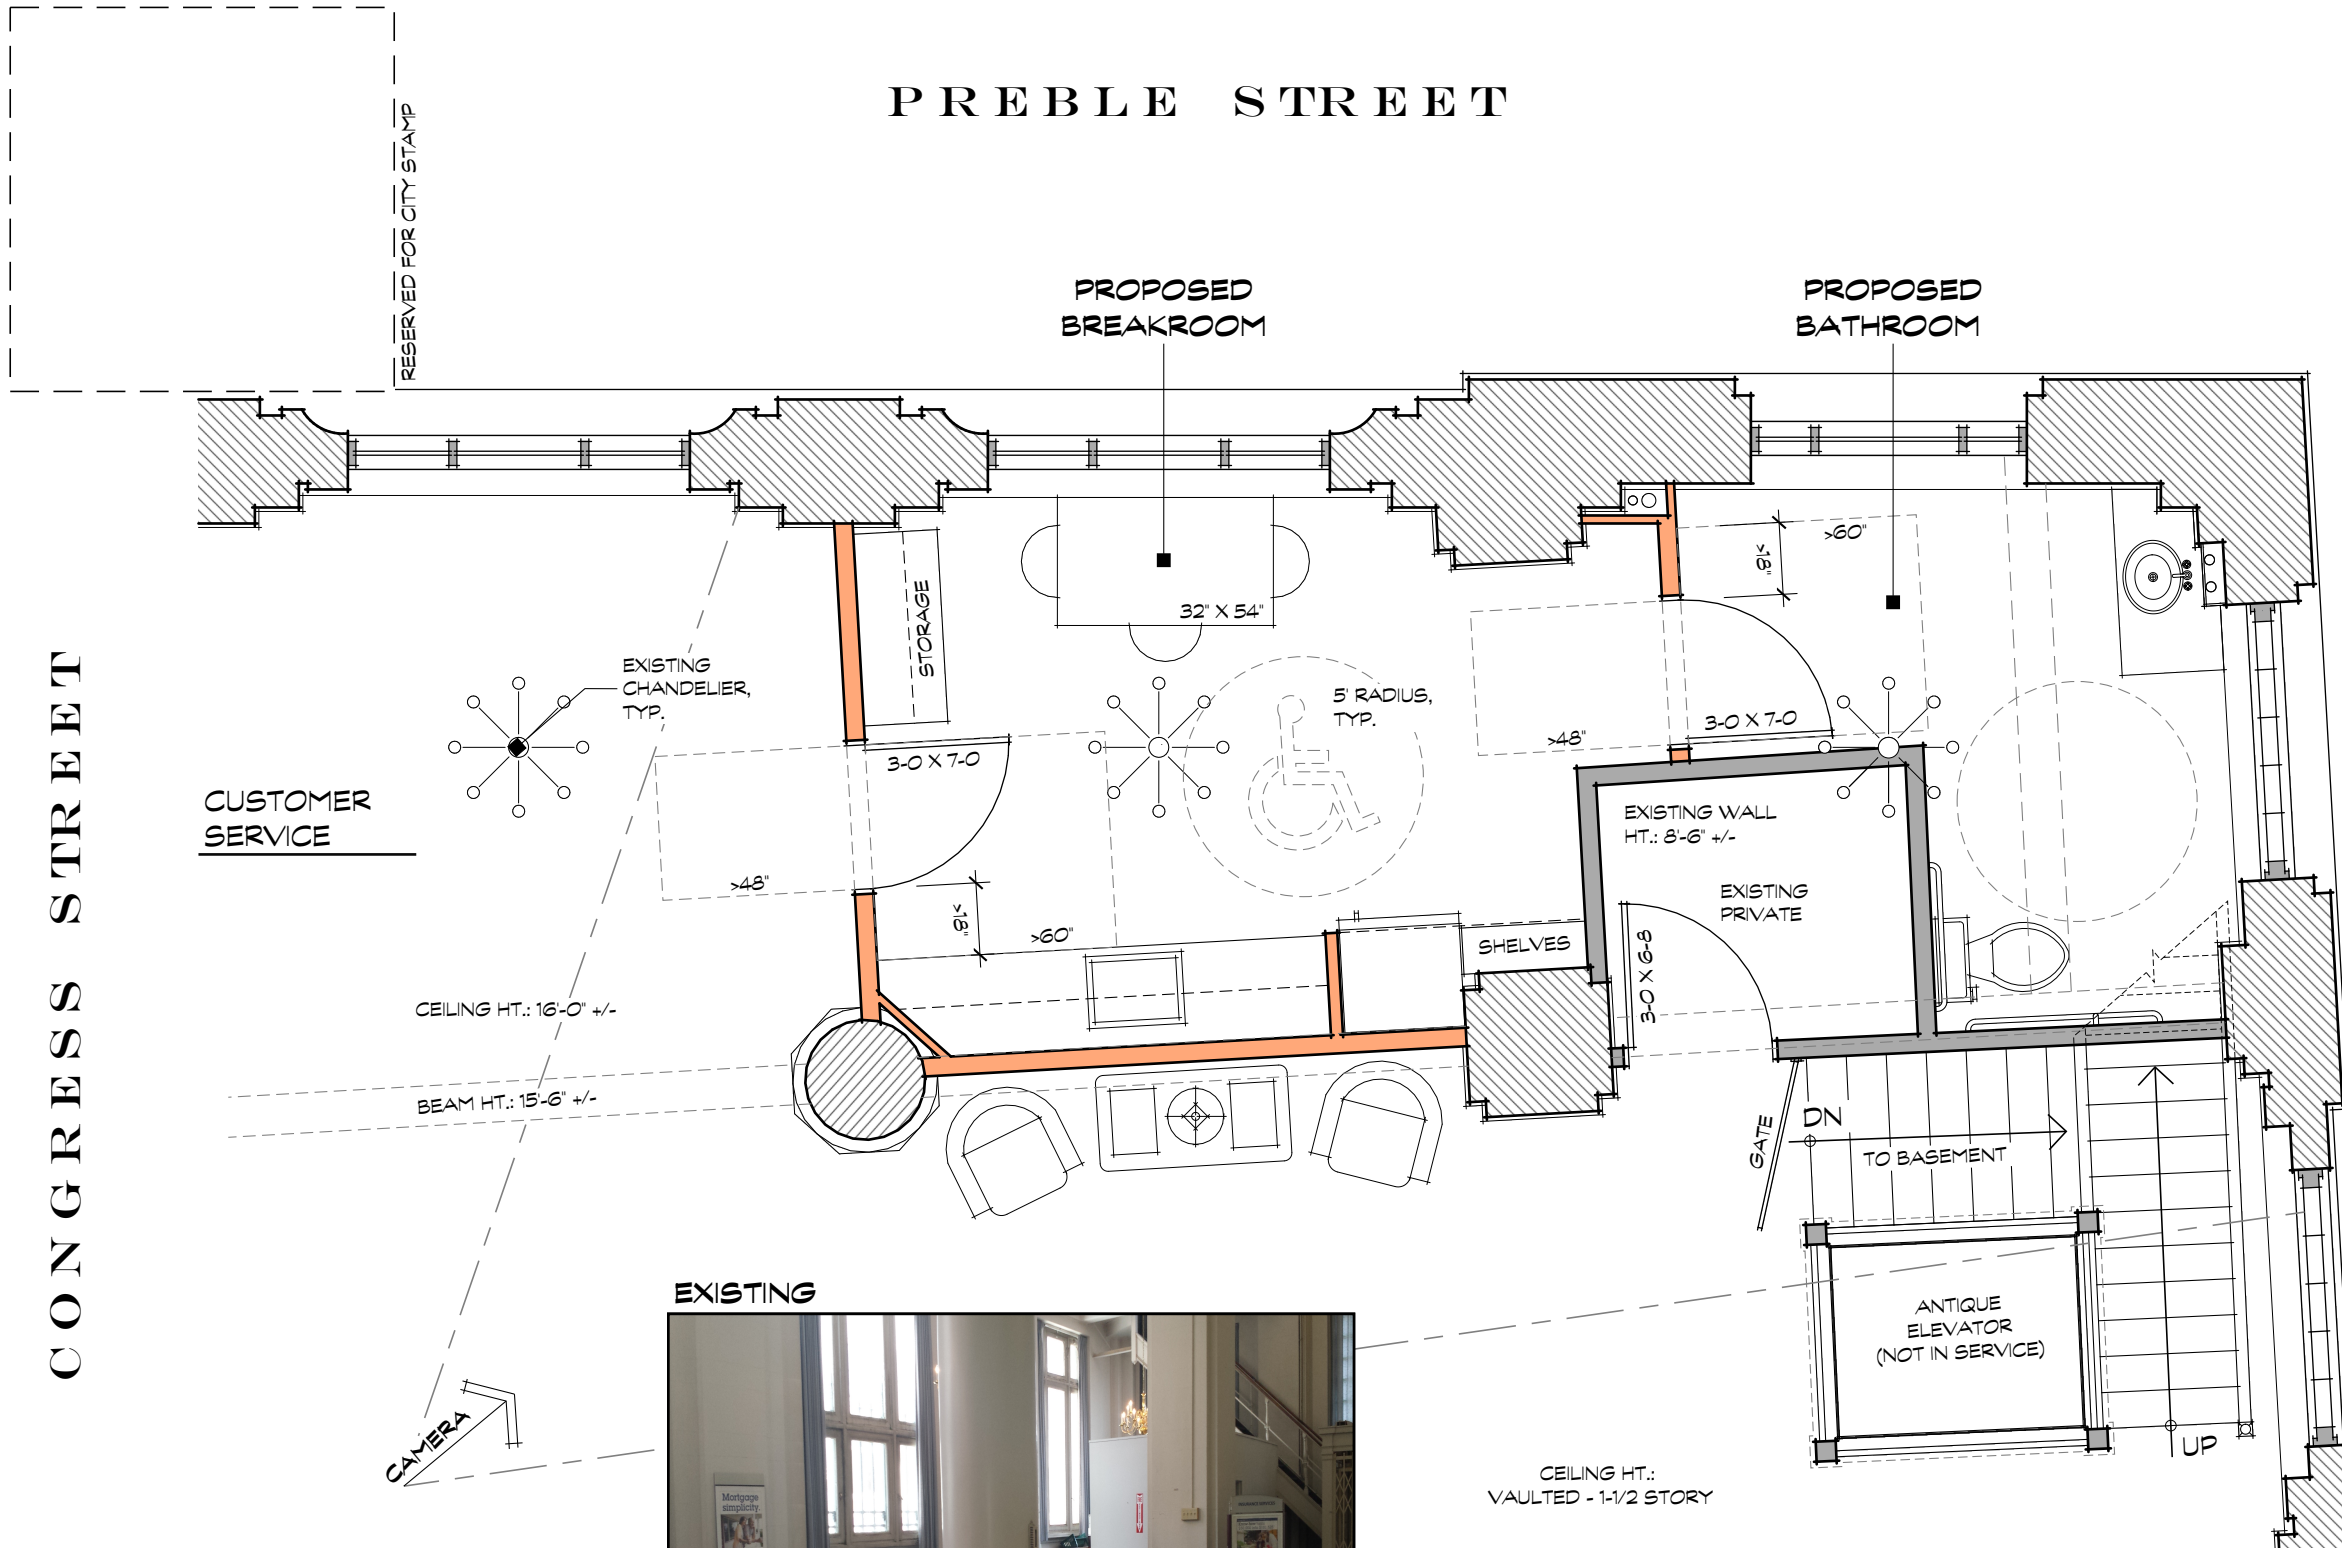 PREBLE STREET
RESERVED FOR CITY STAMP
PROPOSED
BREAKROOM
PROPOSED
BATHROOM
CONGRESS STREET
>60"
>18"
32" X 54"
STORAGE
EXISTING
CHANDELIER,
TYP.
5' RADIUS,
TYP.
3-0 X 7-0
>48"
3-0 X 7-0
CUSTOMER
SERVICE
EXISTING WALL
HT.: 8'-6" +/-
EXISTING
PRIVATE
>48"
>18"
>60"
SHELVES
3-0 X 6-8
CEILING HT.: 16'-0" +/-
BEAM HT.: 15'-6" +/-
GATE
DN
TO BASEMENT
EXISTING
ANTIQUE
ELEVATOR
(NOT IN SERVICE)
CAMERA
UP
CEILING HT.:
VAULTED - 1-1/2 STORY
Mortgage
simplicity.